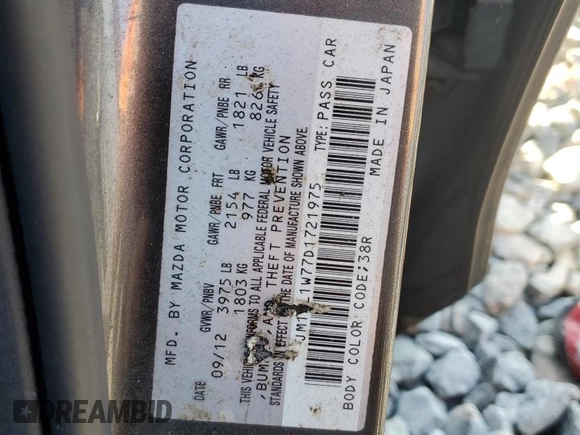 MFD. BY MAZDA MOTOR CORPORATION
DATE GVWR/PNBV GAWR/PNBE FRT GAWR/PNBE RR
09/12 3975 LB 2154 LB 1821 LB
1803 KG 977 KG 826 KG
THIS VEHICLE CONFORMS TO ALL APPLICABLE FEDERAL MOTOR VEHICLE SAFETY
, BUM , A THEFT PREVENTION
STANDARDS IN EFFECT ON THE DATE OF MANUFACTURE SHOWN ABOVE.
JM1 1W77D1721975 TYPE: PASS CAR
BODY COLOR CODE;38R MADE IN JAPAN
DREAMBID